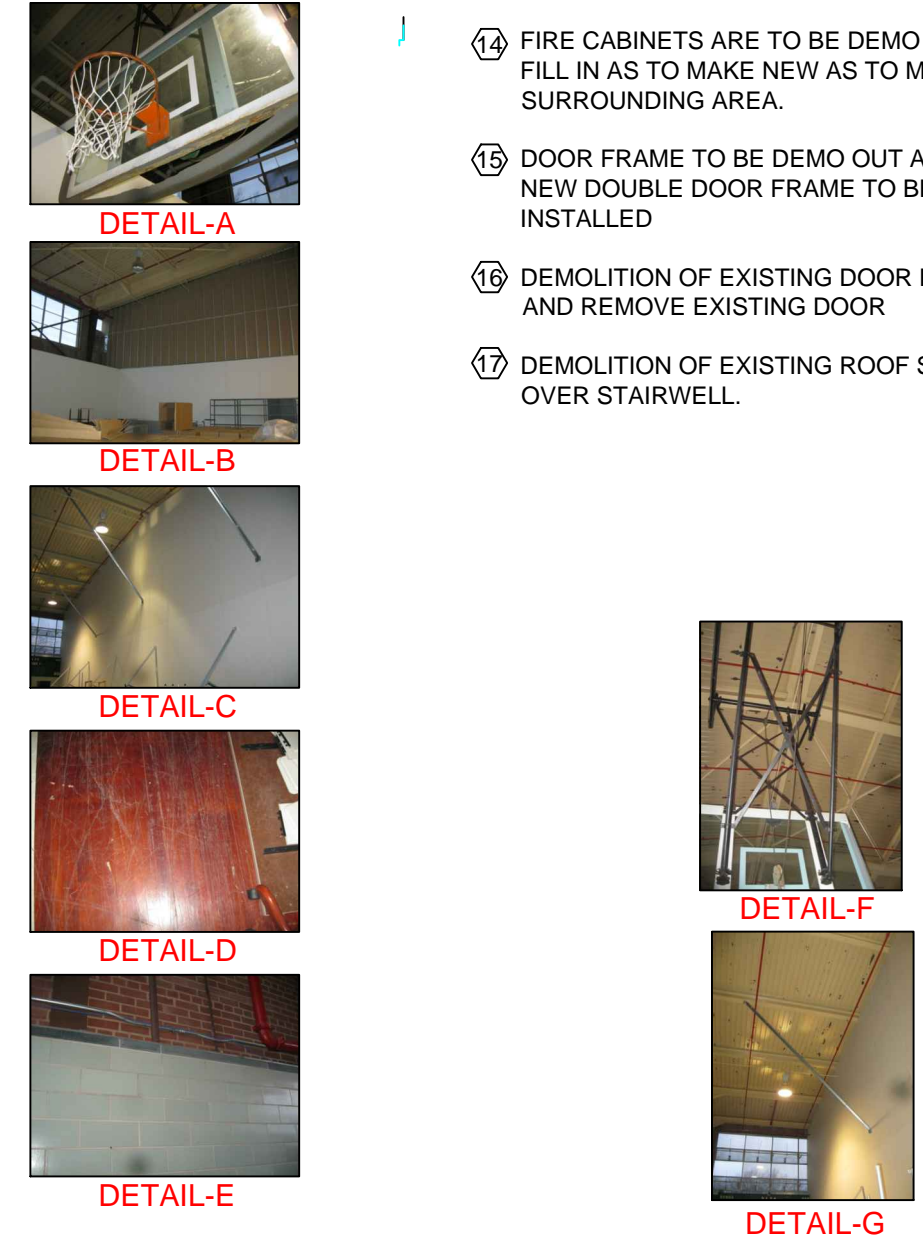 DETAIL-A
DETAIL-B
DETAIL-C
DETAIL-D
DETAIL-E
14 FIRE CABINETS ARE TO BE DEMO
FILL IN AS TO MAKE NEW AS TO M
SURROUNDING AREA.
15 DOOR FRAME TO BE DEMO OUT A
NEW DOUBLE DOOR FRAME TO BE
INSTALLED
16 DEMOLITION OF EXISTING DOOR
AND REMOVE EXISTING DOOR
17 DEMOLITION OF EXISTING ROOF S
OVER STAIRWELL.
DETAIL-F
DETAIL-G